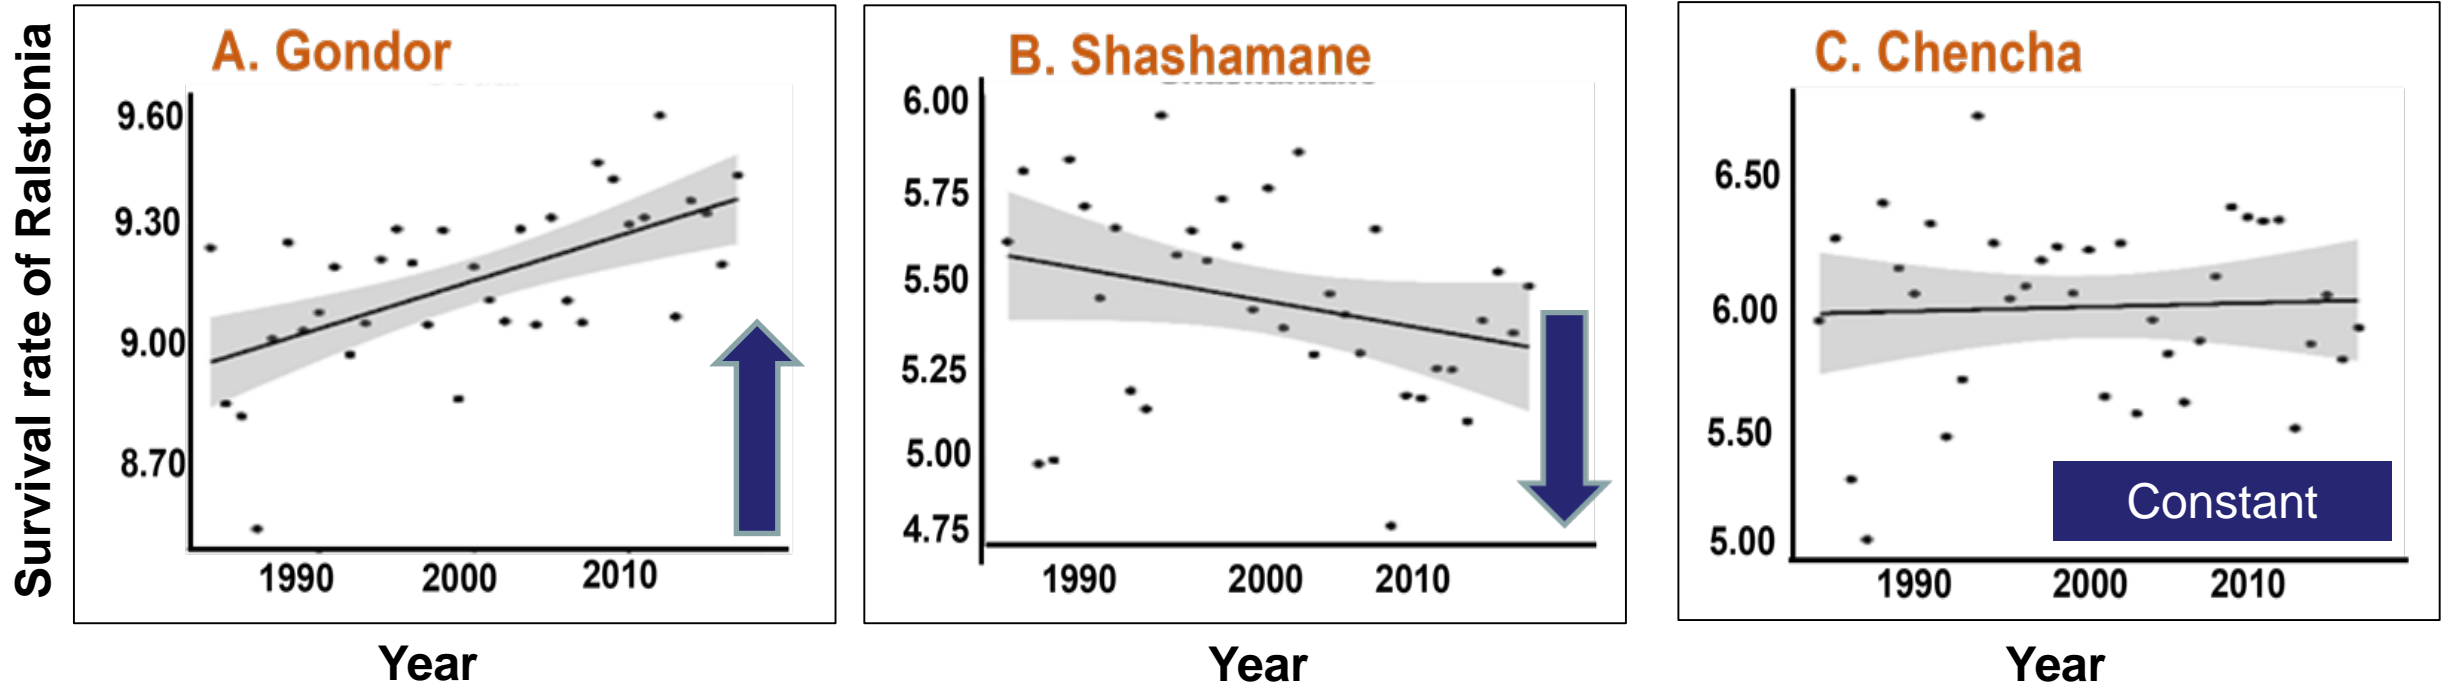 Survival rate of Ralstonia
A. Gondor
9.60
9.30
9.00
8.70
1990 2000 2010
Year
B. Shashamane
6.00
5.75
5.50
5.25
5.00
4.75
1990 2000 2010
Year
C. Chencha
6.50
6.00
5.50
5.00
Constant
1990 2000 2010
Year